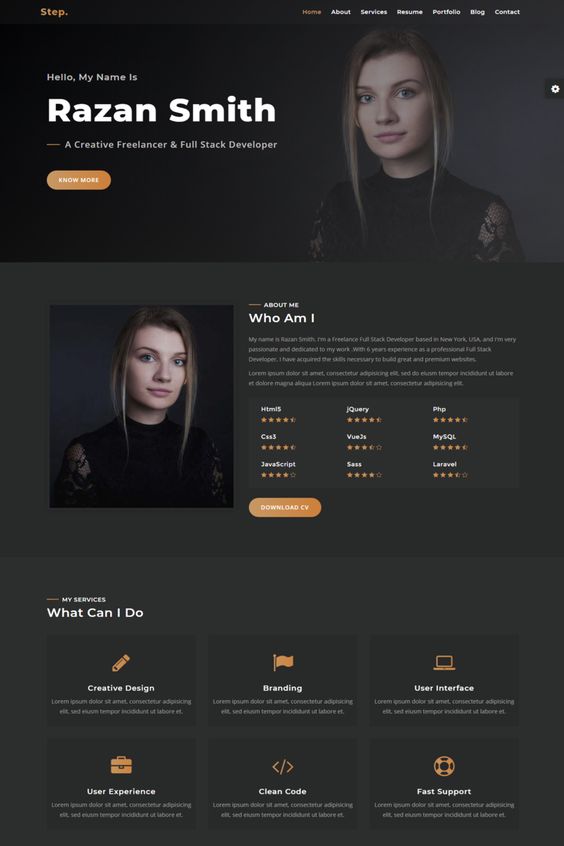 Step.
Home About Services Resume Portfolio Blog Contact
Hello, My Name Is
Razan Smith
A Creative Freelancer & Full Stack Developer
KNOW MORE
ABOUT ME
Who Am I
My name is Razan Smith, I'm a Freelance Full Stack Developer based in New York, USA, and I'm very
passionate and dedicated to my work .With 6 years experience as a professional Full Stack
Developer, I have acquired the skills necessary to build great and premium websites.
Lorem ipsum dolor sit amet, consectetur adipisicing elit, sed do eiusm tempor incididunt ut labore
et dolore magna aliqua Lorem ipsum dolor sit amet, consectetur adipisicing elit.
Html5 jQuery Php
Css3 VueJs MySQL
JavaScript Sass Laravel
DOWNLOAD CV
MY SERVICES
What Can I Do
Creative Design
Lorem ipsum dolor sit amet, consectetur adipisicing
elit, sed eiusm tempor incididunt ut labore et.
Branding
Lorem ipsum dolor sit amet, consectetur adipisicing
elit, sed eiusm tempor incididunt ut labore et.
User Interface
Lorem ipsum dolor sit amet, consectetur adipisicing
elit, sed eiusm tempor incididunt ut labore et.
User Experience
Lorem ipsum dolor sit amet, consectetur adipisicing
elit, sed eiusm tempor incididunt ut labore et.
Clean Code
Lorem ipsum dolor sit amet, consectetur adipisicing
elit, sed eiusm tempor incididunt ut labore et.
Fast Support
Lorem ipsum dolor sit amet, consectetur adipisicing
elit, sed eiusm tempor incididunt ut labore et.